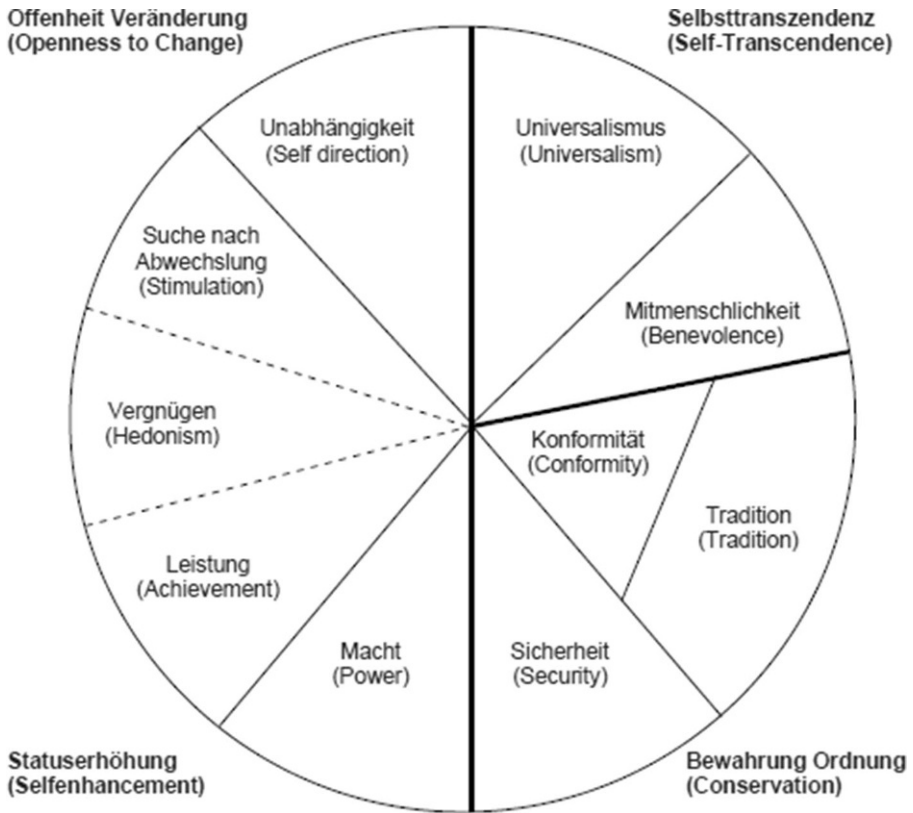 Offenheit Veränderung
(Openness to Change)
Selbsttranszendenz
(Self-Transcendence)
Unabhängigkeit
(Self direction)
Universalismus
(Universalism)
Suche nach
Abwechslung
(Stimulation)
Mitmenschlichkeit
(Benevolence)
Vergnügen
(Hedonism)
Konformität
(Conformity)
Tradition
(Tradition)
Leistung
(Achievement)
Macht
(Power)
Sicherheit
(Security)
Statuserhöhung
(Selfenhancement)
Bewahrung Ordnung
(Conservation)